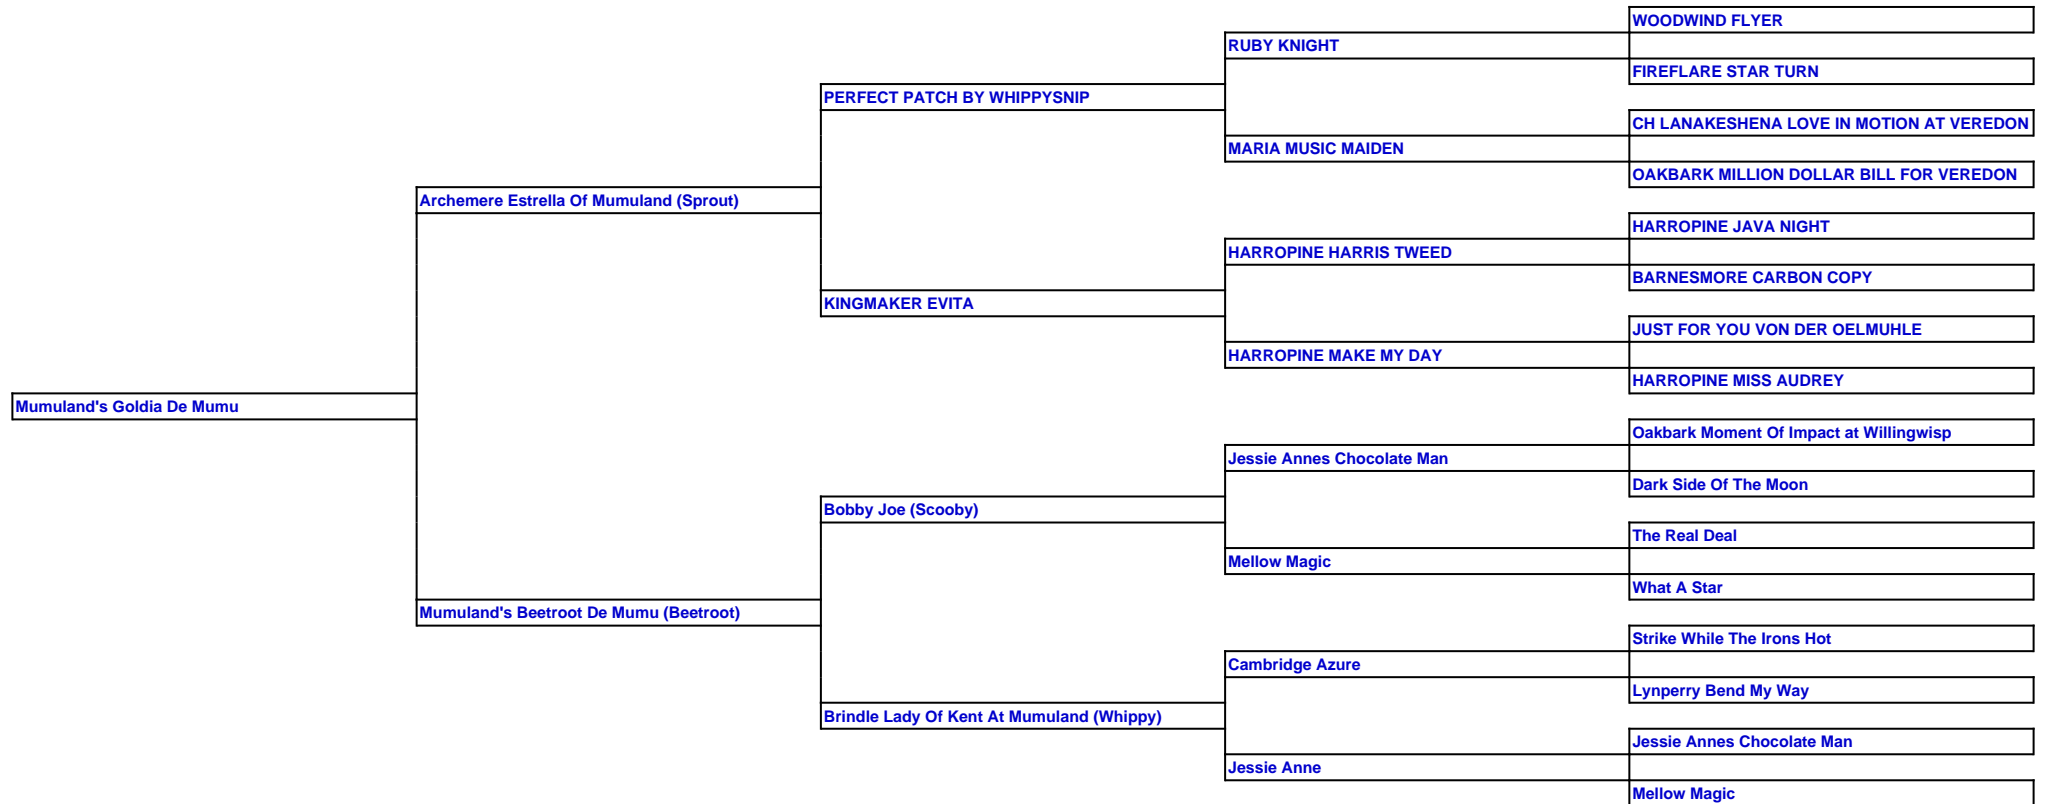 WOODWIND FLYER
RUBY KNIGHT
FIREFLARE STAR TURN
PERFECT PATCH BY WHIPPYSNIP
CH LANAKESHENA LOVE IN MOTION AT VEREDON
MARIA MUSIC MAIDEN
OAKBARK MILLION DOLLAR BILL FOR VEREDON
Archemere Estrella Of Mumuland (Sprout)
HARROPINE JAVA NIGHT
HARROPINE HARRIS TWEED
BARNESMORE CARBON COPY
KINGMAKER EVITA
JUST FOR YOU VON DER OELMUHLE
HARROPINE MAKE MY DAY
HARROPINE MISS AUDREY
Mumuland's Goldia De Mumu
Oakbark Moment Of Impact at Willingwisp
Jessie Annes Chocolate Man
Dark Side Of The Moon
Bobby Joe (Scooby)
The Real Deal
Mellow Magic
What A Star
Mumuland's Beetroot De Mumu (Beetroot)
Strike While The Irons Hot
Cambridge Azure
Lynperry Bend My Way
Brindle Lady Of Kent At Mumuland (Whippy)
Jessie Annes Chocolate Man
Jessie Anne
Mellow Magic